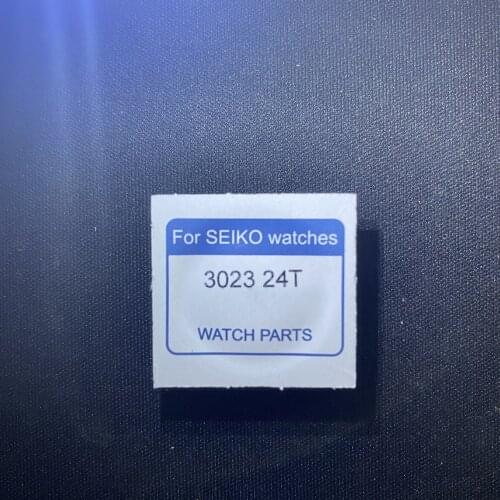 For SEIKO watches
3023 24T
WATCH PARTS